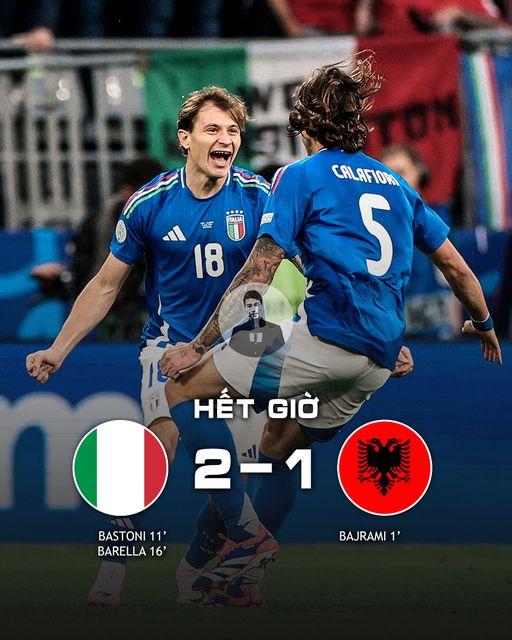 18
CALAFIORI
5
HẾT GIỜ
2-1
BASTONI 11'
BARELLA 16'
BAJRAMI 1'